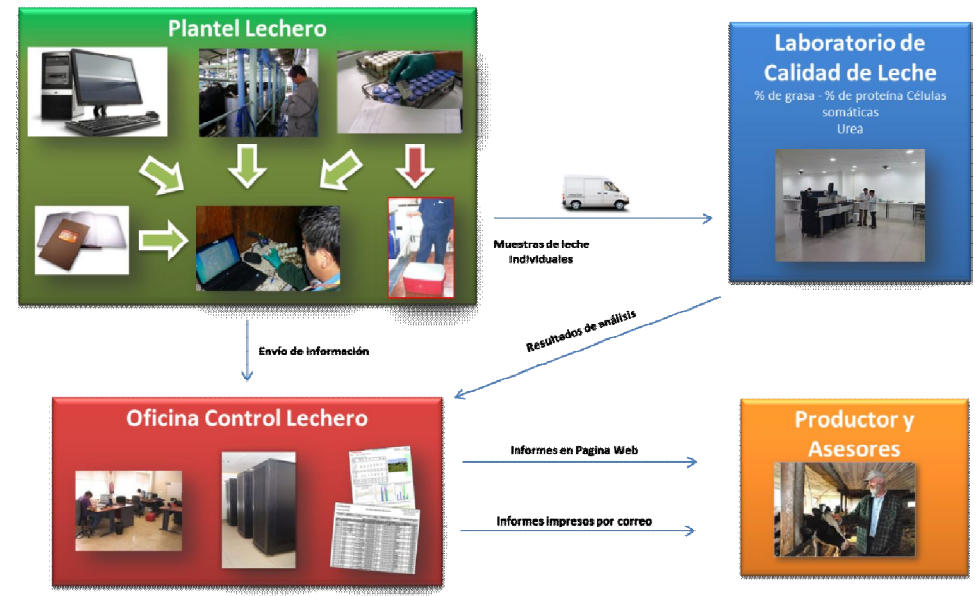 Plantel Lechero
Laboratorio de
Calidad de Leche
% de grasa - % de proteína Células
somáticas
Urea
Muestras de leche
individuales
Resultados de análisis
Envío de información
Oficina Control Lechero
Informes en Pagina Web
Informes impresos por correo
Productor y
Asesores